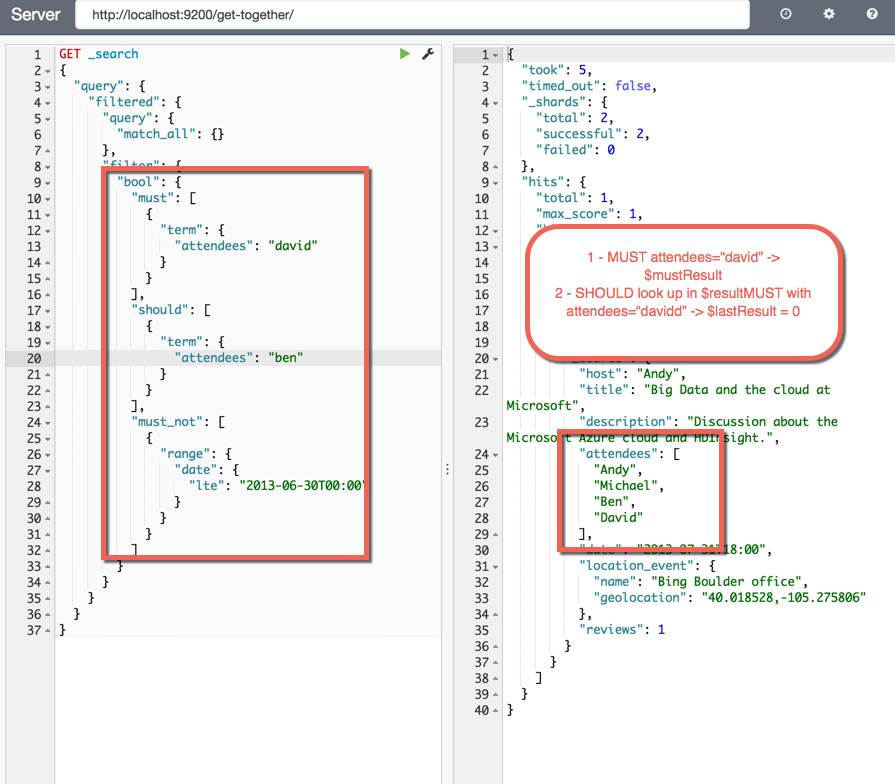 Server http://localhost:9200/get-together/
1 GET _search
2 {
3 "query": {
4 "filtered": {
5 "query": {
6 "match_all": {}
7 },
8 "filter": {
9 "bool": {
10 "must": [
11 {
12 "term": {
13 "attendees": "david"
14 }
15 }
16 ],
17 "should": [
18 {
19 "term": {
20 "attendees": "ben"
21 }
22 }
23 ],
24 "must_not": [
25 {
26 "range": {
27 "date": {
28 "lte": "2013-06-30T00:00"
29 }
30 }
31 }
32 ]
33 }
34 }
35 }
36 }
37 }
1 {
2 "took": 5,
3 "timed_out": false,
4 "_shards": {
5 "total": 2,
6 "successful": 2,
7 "failed": 0
8 },
9 "hits": {
10 "total": 1,
11 "max_score": 1,
12
13
14
15
16
17
18
19
1 - MUST attendees=“david” ->
$mustResult
2 - SHOULD look up in $resultMUST with
attendees=“davidd” -> $lastResult = 0
20
21 "host": "Andy",
22 "title": "Big Data and the cloud at
Microsoft",
23 "description": "Discussion about the
Microsoft Azure cloud and HDInsight.",
24 "attendees": [
25 "Andy",
26 "Michael",
27 "Ben",
28 "David"
29 ],
30 "date": "2013-07-31T18:00",
31 "location_event": {
32 "name": "Bing Boulder office",
33 "geolocation": "40.018528,-105.275806"
34 },
35 "reviews": 1
36 }
37 }
38 ]
39 }
40 }